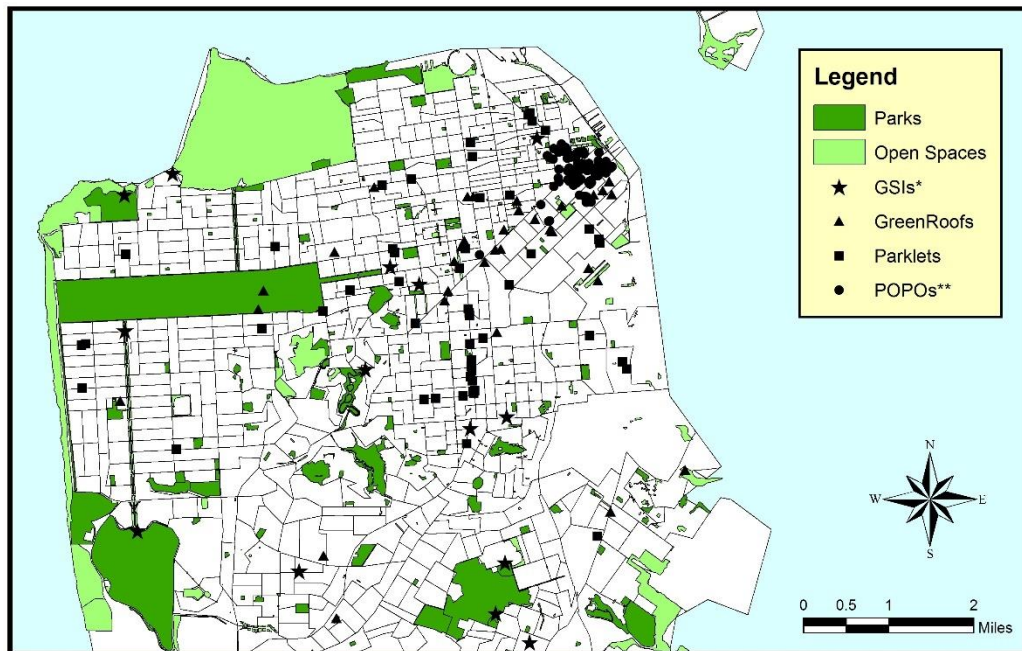 Legend
Parks
Open Spaces
GSIs*
GreenRoofs
Parklets
POPOs**
N
W E
S
0 0.5 1 2
Miles